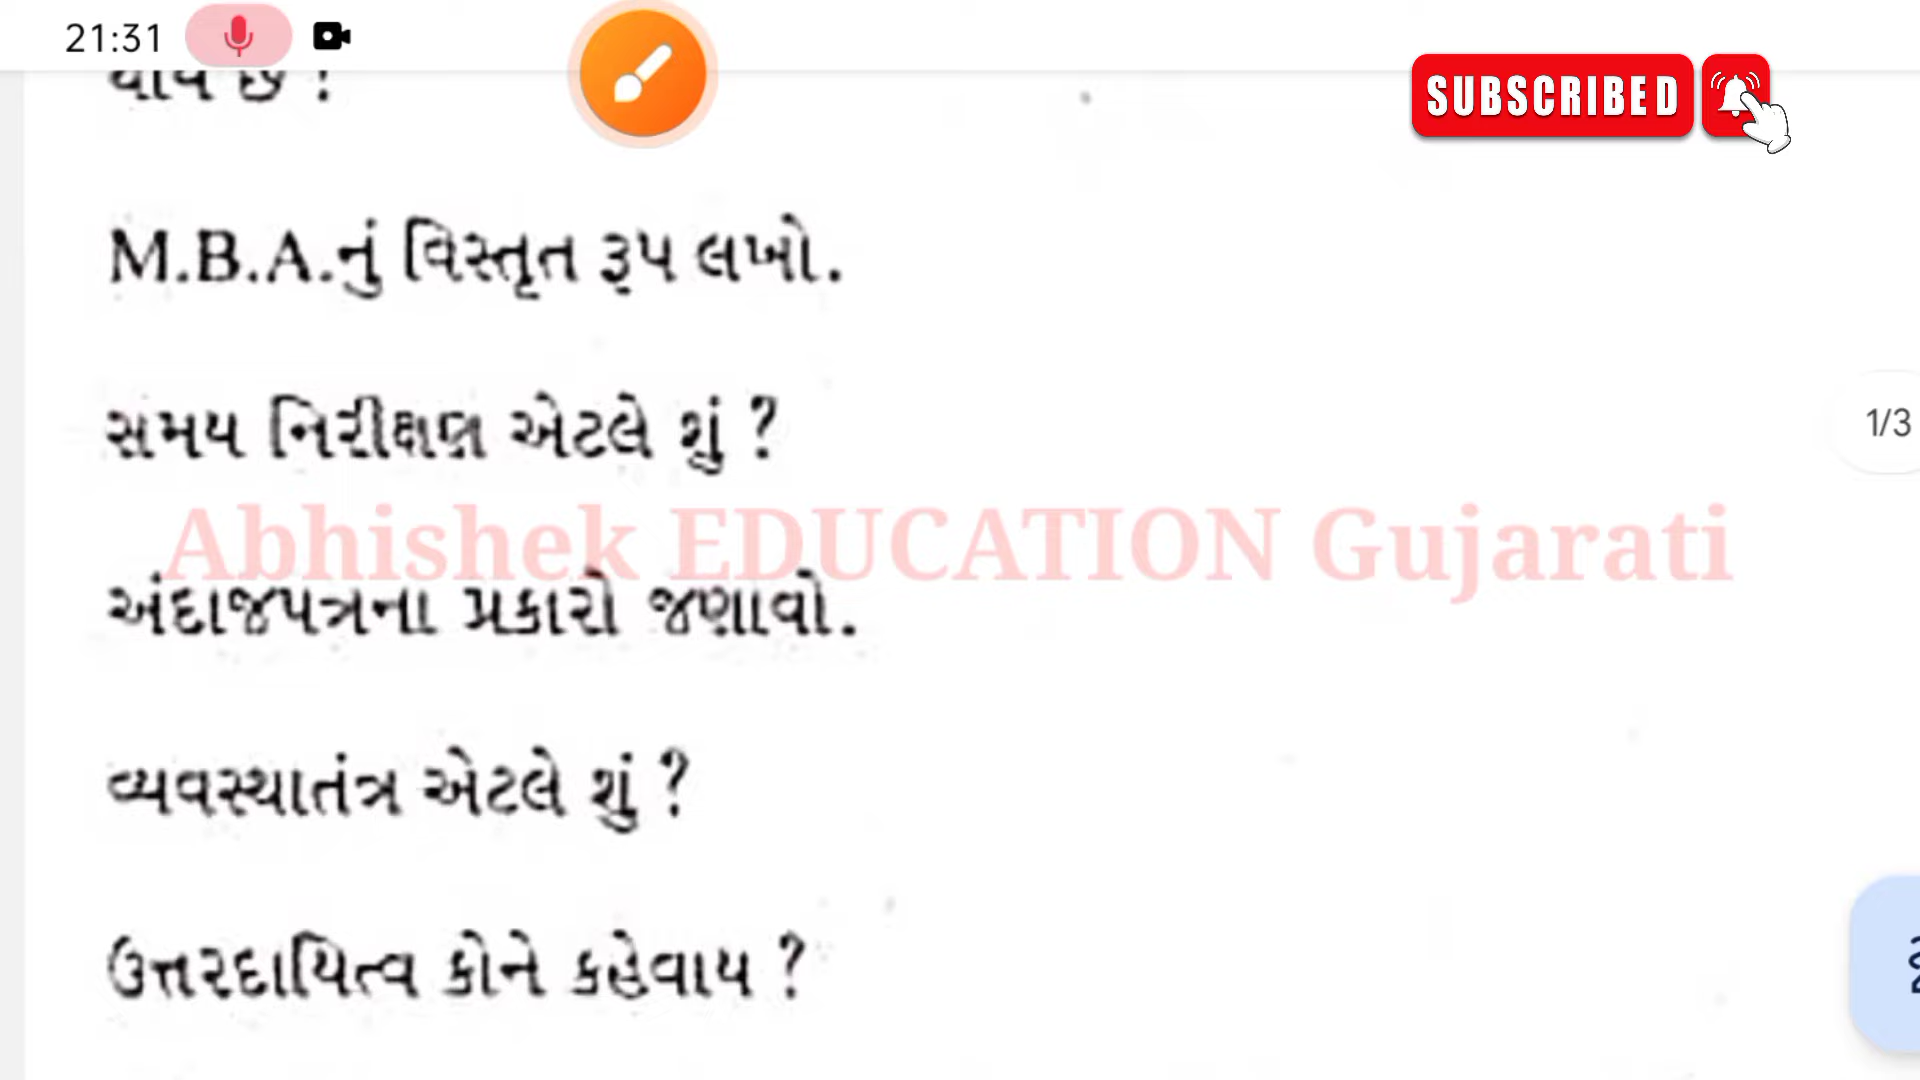 21:31
SUBSCRIBED
થાય છે ?
M.B.A.નું વિસ્તૃત રૂપ લખો.
સમય નિરીક્ષણ એટલે શું ?
1/3
Abhishek EDUCATION Gujarati
અંદાજપત્રના પ્રકારો જણાવો.
વ્યવસ્થાતંત્ર એટલે શું ?
ઉત્તરદાયિત્વ કોને કહેવાય ?